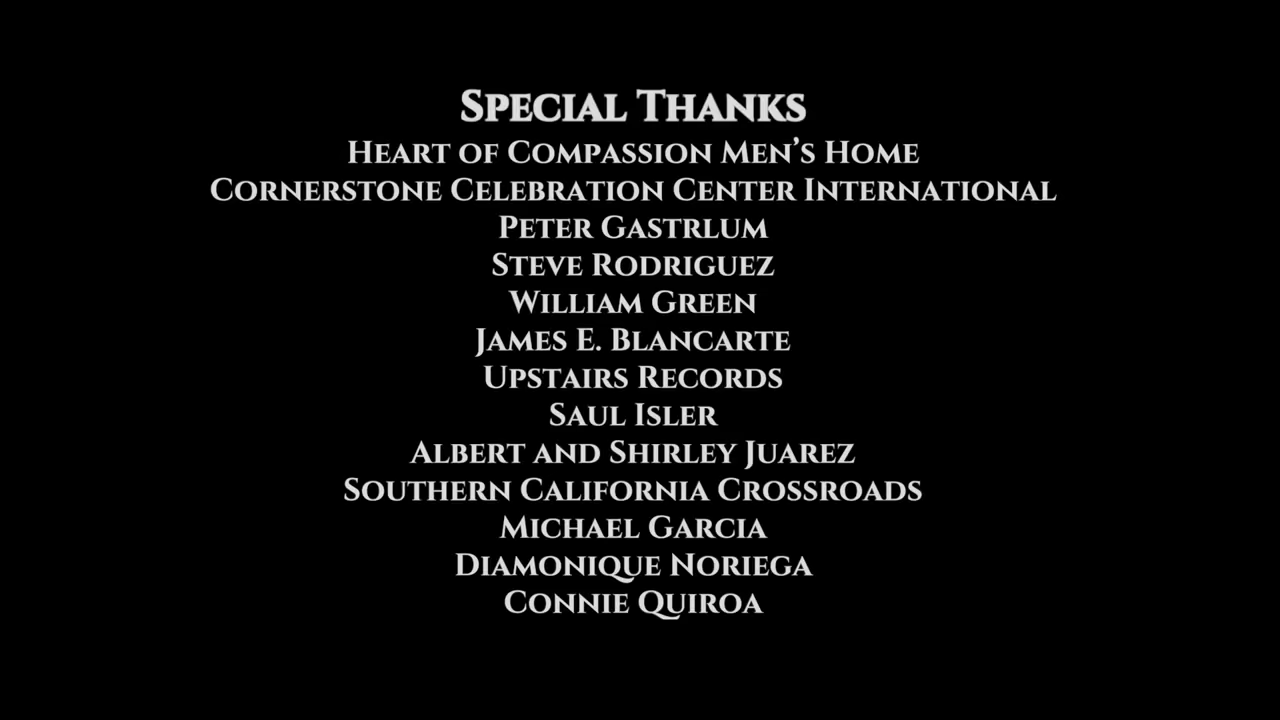 Special Thanks
Heart of Compassion Men’s Home
Cornerstone Celebration Center International
Peter Gastrlum
Steve Rodriguez
William Green
James E. Blancarte
Upstairs Records
Saul Isler
Albert and Shirley Juarez
Southern California Crossroads
Michael Garcia
Diamonique Noriega
Connie Quiroa